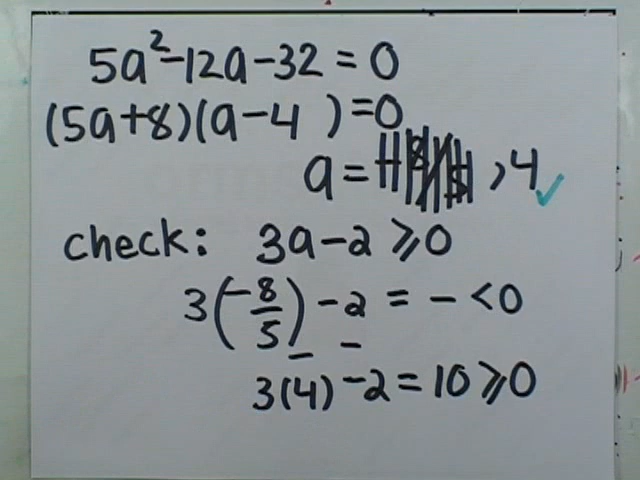 5a²-12a-32=0
(5a+8)(a-4)=0
a= , 4 ✓
check: 3a-2⩾0
3(-8/5)-2=-<0
- -
3(4)-2=10⩾0